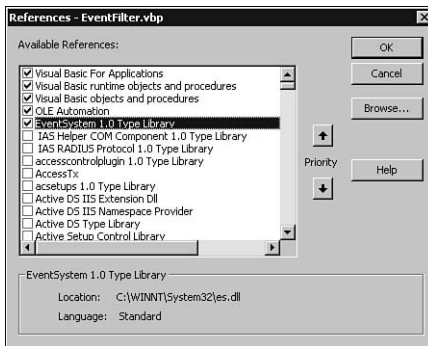 References - EventFilter.vbp
Available References:
Visual Basic For Applications
Visual Basic runtime objects and procedures
Visual Basic objects and procedures
OLE Automation
EventSystem 1.0 Type Library
IAS Helper COM Component 1.0 Type Library
IAS RADIUS Protocol 1.0 Type Library
accesscontrolplugin 1.0 Type Library
AccessTx
acsetups 1.0 Type Library
Active DS IIS Extension Dll
Active DS IIS Namespace Provider
Active DS Type Library
Active Setup Control Library
Priority
OK
Cancel
Browse...
Help
EventSystem 1.0 Type Library
Location: C:\WINNT\System32\es.dll
Language: Standard